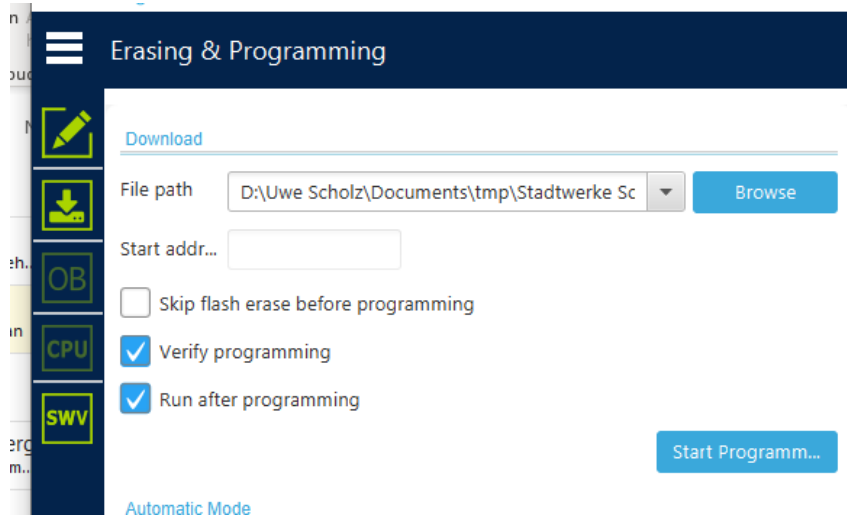 Erasing & Programming
Download
File path
D:\Uwe Scholz\Documents\tmp\Stadtwerke Sc
Browse
Start addr...
OB
Skip flash erase before programming
CPU
Verify programming
SWV
Run after programming
Start Programm...
Automatic Mode